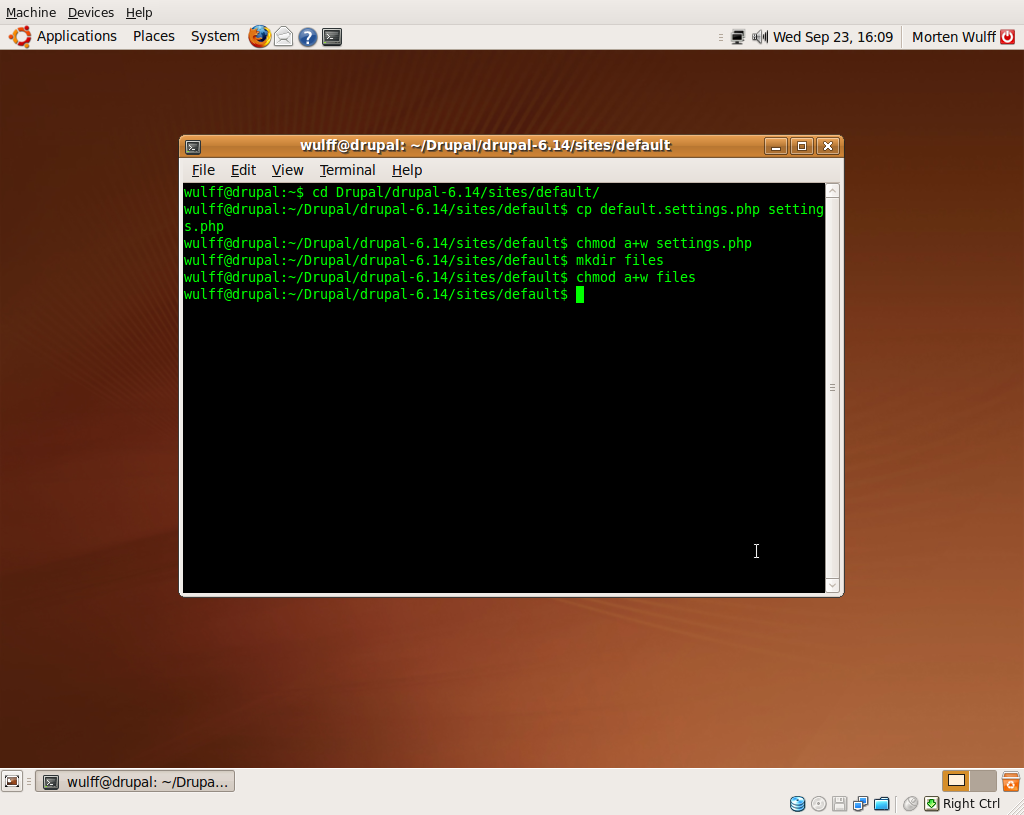 Machine Devices Help
Applications Places System Wed Sep 23, 16:09 Morten Wulff
wulff@drupal: ~/Drupal/drupal-6.14/sites/default
File Edit View Terminal Help
wulff@drupal:~$ cd Drupal/drupal-6.14/sites/default/
wulff@drupal:~/Drupal/drupal-6.14/sites/default$ cp default.settings.php setting
s.php
wulff@drupal:~/Drupal/drupal-6.14/sites/default$ chmod a+w settings.php
wulff@drupal:~/Drupal/drupal-6.14/sites/default$ mkdir files
wulff@drupal:~/Drupal/drupal-6.14/sites/default$ chmod a+w files
wulff@drupal:~/Drupal/drupal-6.14/sites/default$
wulff@drupal: ~/Drupa...
Right Ctrl